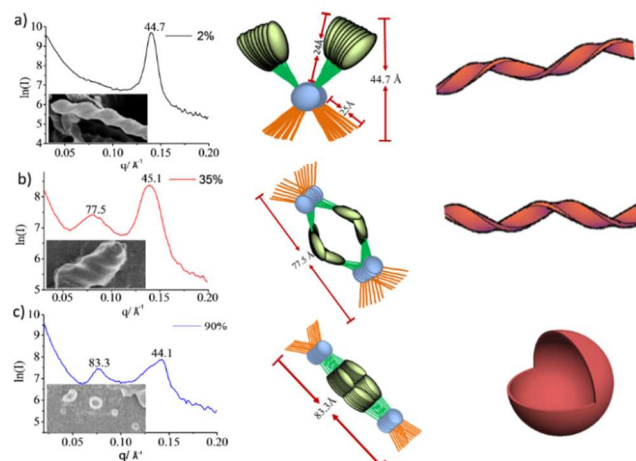 a)
44.7
2%
ln(I)
10
9
8
7
6
5
4
0.05 0.10 0.15 0.20
q/ Å⁻¹
24Å
25Å
44.7 Å
b)
77.5
45.1
35%
ln(I)
8
7
6
5
0.05 0.10 0.15 0.20
q/ Å⁻¹
77.5 Å
c)
83.3
44.1
90%
ln(I)
10
9
8
7
6
5
0.05 0.10 0.15 0.20
q/ Å⁻¹
83.3Å